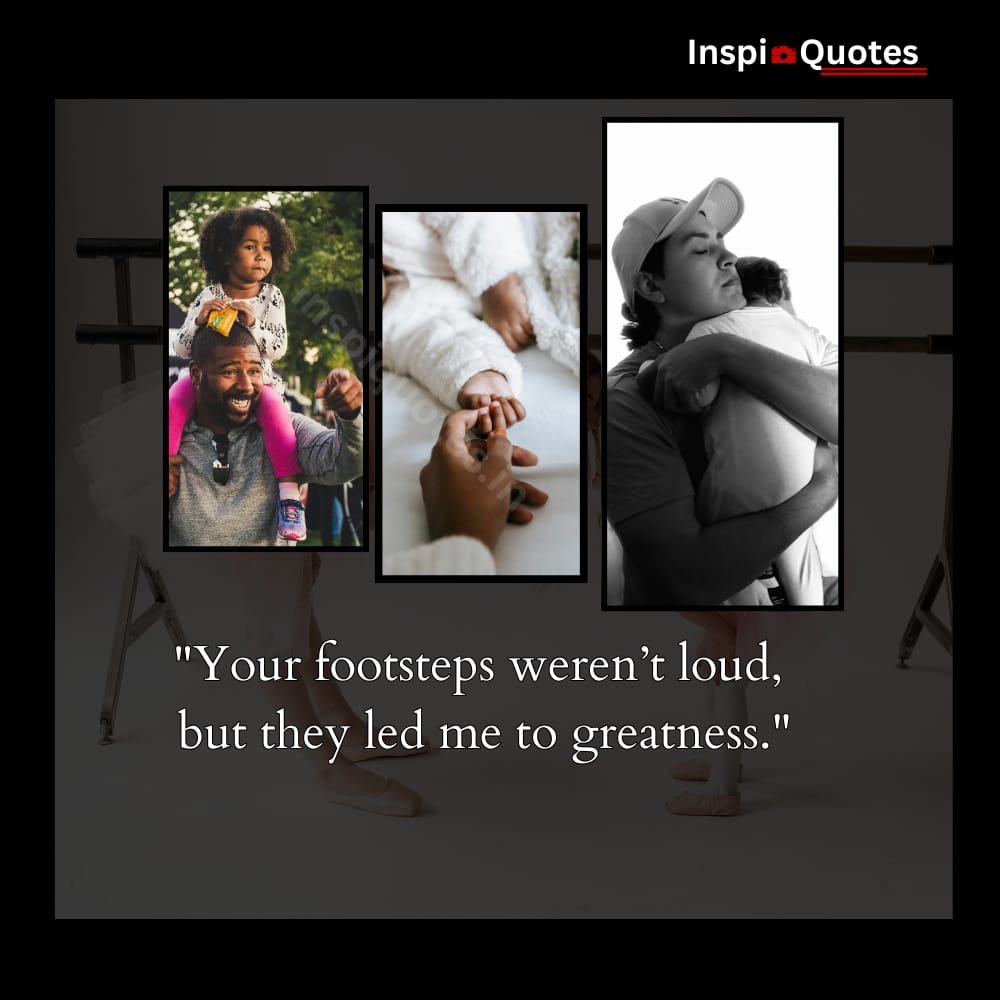 Inspi Quotes
"Your footsteps weren’t loud,
but they led me to greatness."